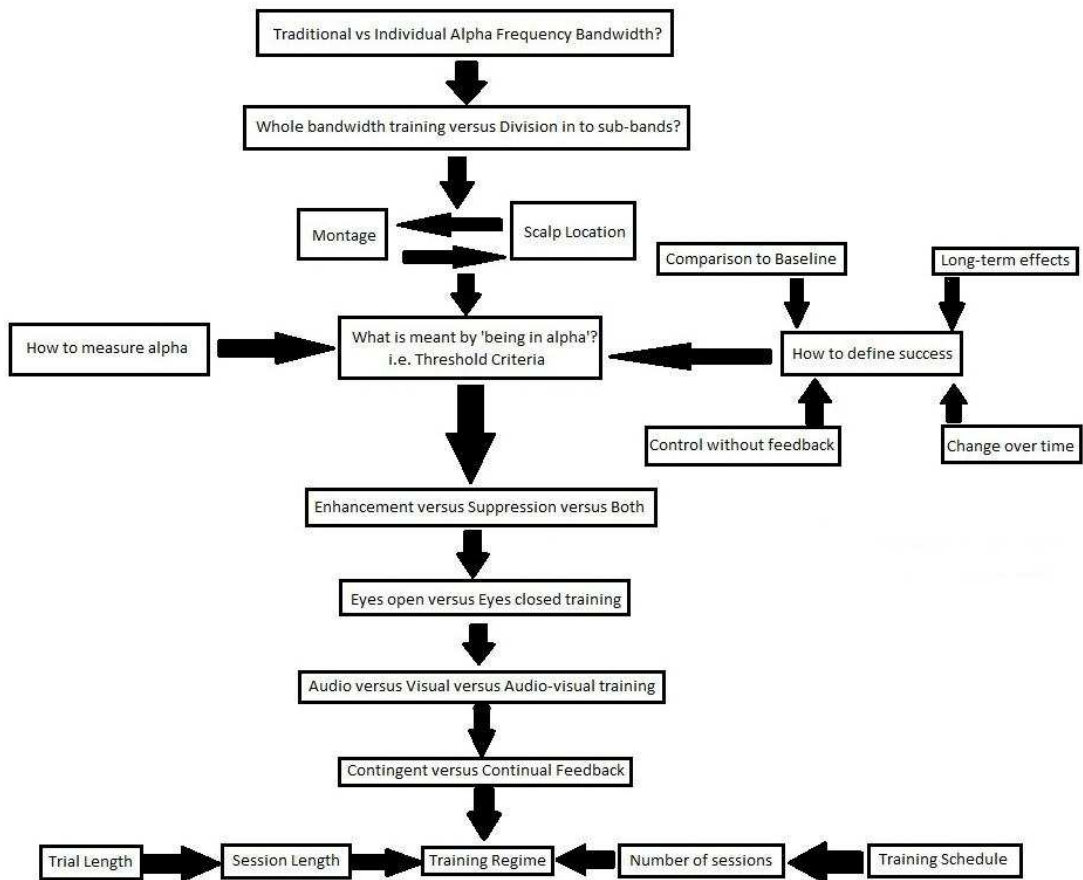 Traditional vs Individual Alpha Frequency Bandwidth?
Whole bandwidth training versus Division in to sub-bands?
Montage
Scalp Location
Comparison to Baseline
Long-term effects
How to measure alpha
What is meant by 'being in alpha'?
i.e. Threshold Criteria
How to define success
Control without feedback
Change over time
Enhancement versus Suppression versus Both
Eyes open versus Eyes closed training
Audio versus Visual versus Audio-visual training
Contingent versus Continual Feedback
Trial Length
Session Length
Training Regime
Number of sessions
Training Schedule